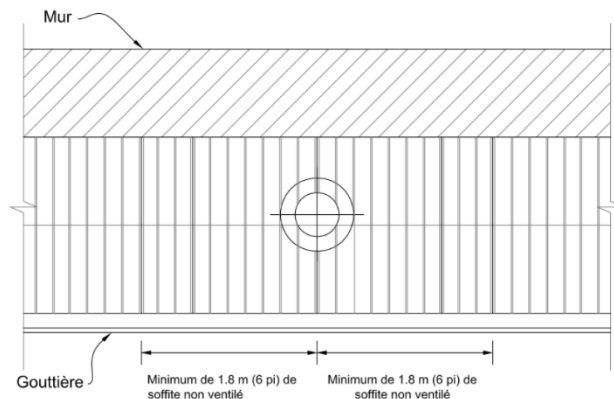 Mur
Gouttière
Minimum de 1.8 m (6 pi) de
soffite non ventilé
Minimum de 1.8 m (6 pi) de
soffite non ventilé